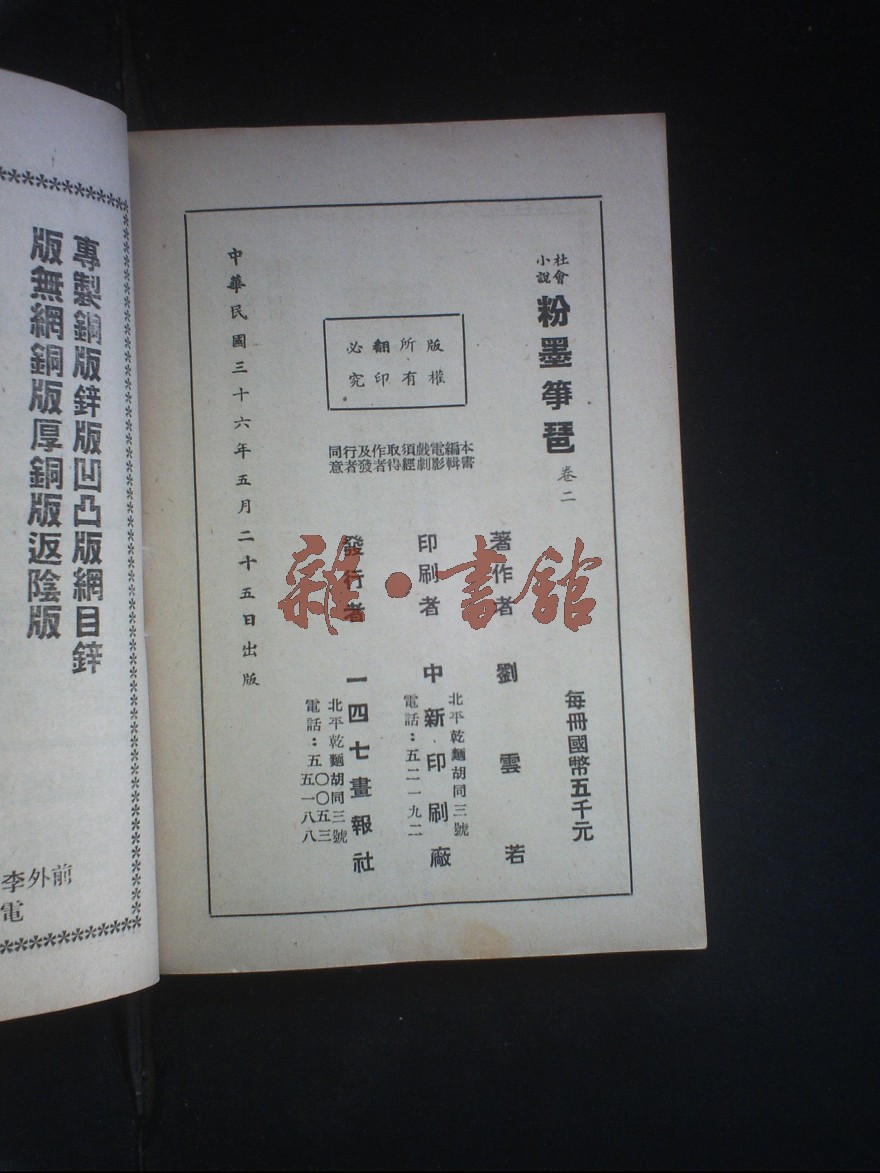 社會
小說
粉墨箏琶
卷二
每冊國幣五千元
著作者 劉雲若
印刷者 中新印刷廠
北平乾麵胡同三號
電話：五二一九二
發行者 一四七畫報社
北平乾麵胡同三號
電話：五〇〇五三
五一八八
本書
編輯
電影
戲劇
須經
取得
作者
及發
行者
同意
版權
所有
翻印
必究
中華民國三十六年五月二十五日出版
雜·書館
專製銅版鋅版凹凸版網目鋅
版無網銅版厚銅版返陰版
前外李
電